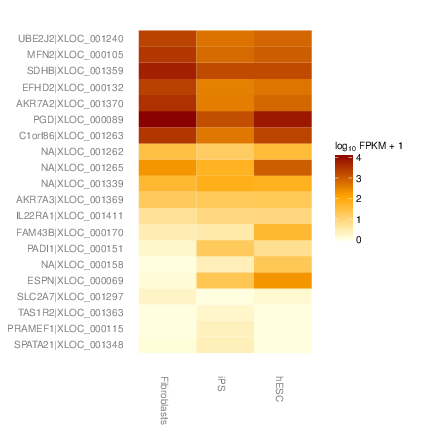 UBE2J2|XLOC_001240
MFN2|XLOC_000105
SDHB|XLOC_001359
EFHD2|XLOC_000132
AKR7A2|XLOC_001370
PGD|XLOC_000089
C1orf86|XLOC_001263
NA|XLOC_001262
NA|XLOC_001265
NA|XLOC_001339
AKR7A3|XLOC_001369
IL22RA1|XLOC_001411
FAM43B|XLOC_000170
PADI1|XLOC_000151
NA|XLOC_000158
ESPN|XLOC_000069
SLC2A7|XLOC_001297
TAS1R2|XLOC_001363
PRAMEF1|XLOC_000115
SPATA21|XLOC_001348
Fibroblasts
iPS
hESC
log₁₀ FPKM + 1
4
3
2
1
0